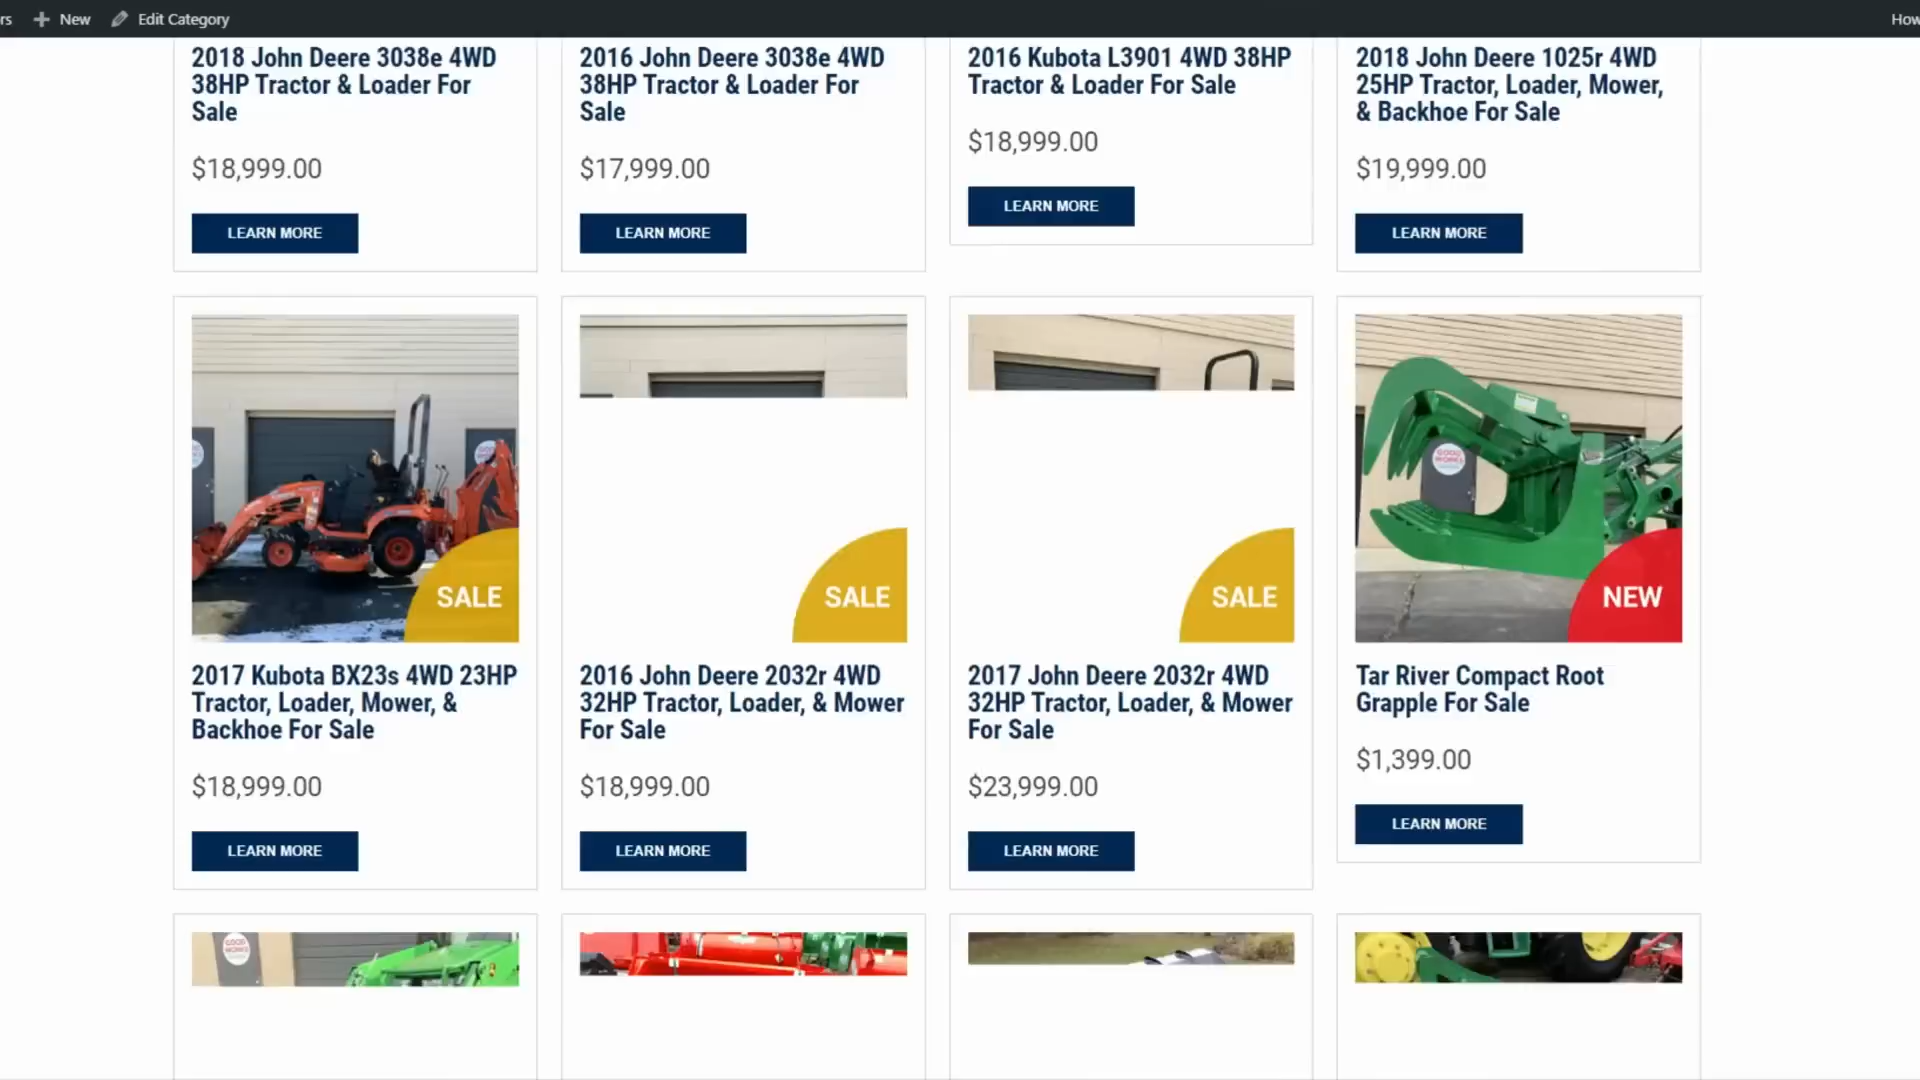 rs New Edit Category How
2018 John Deere 3038e 4WD
38HP Tractor & Loader For
Sale
$18,999.00
LEARN MORE
2016 John Deere 3038e 4WD
38HP Tractor & Loader For
Sale
$17,999.00
LEARN MORE
2016 Kubota L3901 4WD 38HP
Tractor & Loader For Sale
$18,999.00
LEARN MORE
2018 John Deere 1025r 4WD
25HP Tractor, Loader, Mower,
& Backhoe For Sale
$19,999.00
LEARN MORE
SALE
2017 Kubota BX23s 4WD 23HP
Tractor, Loader, Mower, &
Backhoe For Sale
$18,999.00
LEARN MORE
SALE
2016 John Deere 2032r 4WD
32HP Tractor, Loader, & Mower
For Sale
$18,999.00
LEARN MORE
SALE
2017 John Deere 2032r 4WD
32HP Tractor, Loader, & Mower
For Sale
$23,999.00
LEARN MORE
GOOD
WORKS
NEW
Tar River Compact Root
Grapple For Sale
$1,399.00
LEARN MORE
GOOD
WORKS